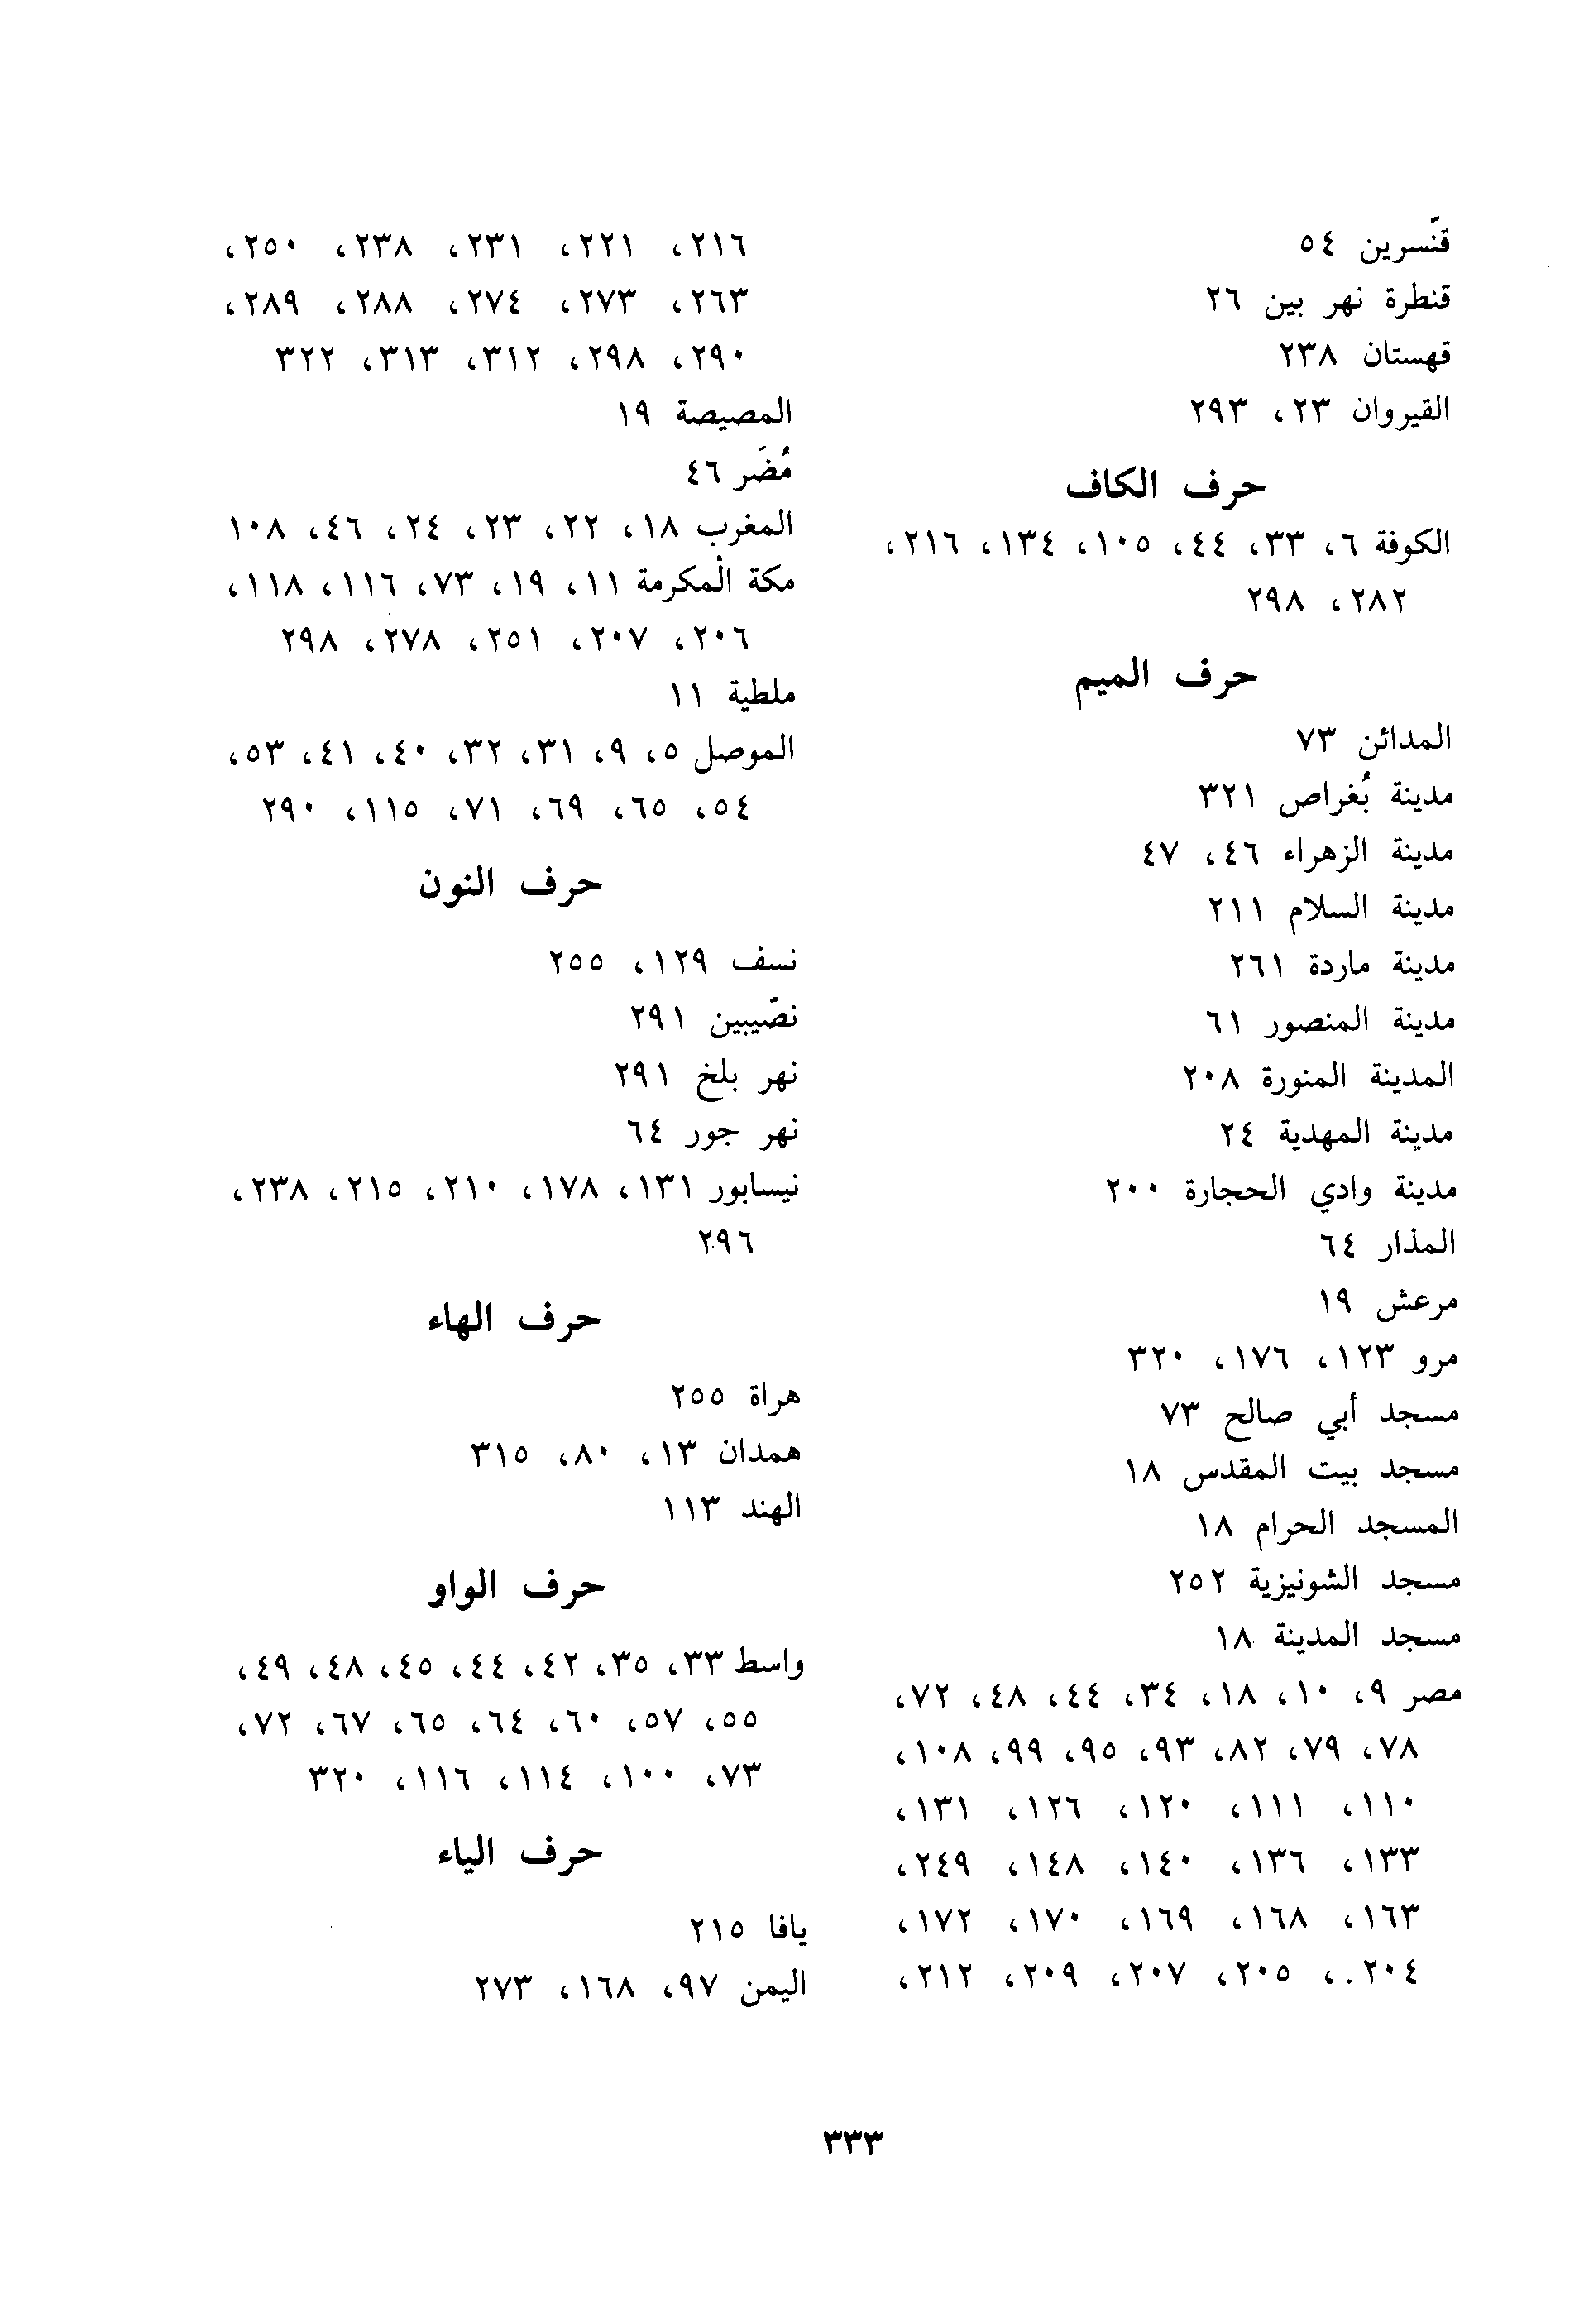 قنّسرين ٥٤
قنطرة نهر بين ٢٦
قهستان ٢٣٨
القيروان ٢٣، ٢٩٣
حرف الكاف
الكوفة ٦، ٣٣، ٤٤، ١٠٥، ١٣٤، ٢١٦،
٢٨٢، ٢٩٨
حرف الميم
المدائن ٧٣
مدينة بُغراص ٣٢١
مدينة الزهراء ٤٦، ٤٧
مدينة السلام ٢١١
مدينة ماردة ٢٦١
مدينة المنصور ٦١
المدينة المنورة ٢٠٨
مدينة المهدية ٢٤
مدينة وادي الحجارة ٢٠٠
المذار ٦٤
مرعش ١٩
مرو ١٢٣، ١٧٦، ٣٢٠
مسجد أبي صالح ٧٣
مسجد بيت المقدس ١٨
المسجد الحرام ١٨
مسجد الشونيزية ٢٥٢
مسجد المدينة ١٨
مصر ٩، ١٠، ١٨، ٣٤، ٤٤، ٤٨، ٧٢،
٧٨، ٧٩، ٨٢، ٩٣، ٩٥، ٩٩، ١٠٨،
١١٠، ١١١، ١٢٠، ١٢٦، ١٣١،
١٣٣، ١٣٦، ١٤٠، ١٤٨، ٢٤٩،
١٦٣، ١٦٨، ١٦٩، ١٧٠، ١٧٢،
٢٠٤.، ٢٠٥، ٢٠٧، ٢٠٩، ٢١٢،
٢١٦، ٢٢١، ٢٣١، ٢٣٨، ٢٥٠،
٢٦٣، ٢٧٣، ٢٧٤، ٢٨٨، ٢٨٩،
٢٩٠، ٢٩٨، ٣١٢، ٣١٣، ٣٢٢
المصيصة ١٩
مُضَر ٤٦
المغرب ١٨، ٢٢، ٢٣، ٢٤، ٤٦، ١٠٨
مكة المكرمة ١١، ١٩، ٧٣، ١١٦، ١١٨،
٢٠٦، ٢٠٧، ٢٥١، ٢٧٨، ٢٩٨
ملطية ١١
الموصل ٥، ٩، ٣١، ٣٢، ٤٠، ٤١، ٥٣،
٥٤، ٦٥، ٦٩، ٧١، ١١٥، ٢٩٠
حرف النون
نسف ١٢٩، ٢٥٥
نصّيبين ٢٩١
نهر بلخ ٢٩١
نهر جور ٦٤
نيسابور ١٣١، ١٧٨، ٢١٠، ٢١٥، ٢٣٨،
٢٩٦
حرف الهاء
هراة ٢٥٥
همدان ١٣، ٨٠، ٣١٥
الهند ١١٣
حرف الواو
واسط ٣٣، ٣٥، ٤٢، ٤٤، ٤٥، ٤٨، ٤٩،
٥٥، ٥٧، ٦٠، ٦٤، ٦٥، ٦٧، ٧٢،
٧٣، ١٠٠، ١١٤، ١١٦، ٣٢٠
حرف الياء
يافا ٢١٥
اليمن ٩٧، ١٦٨، ٢٧٣
٣٣٣